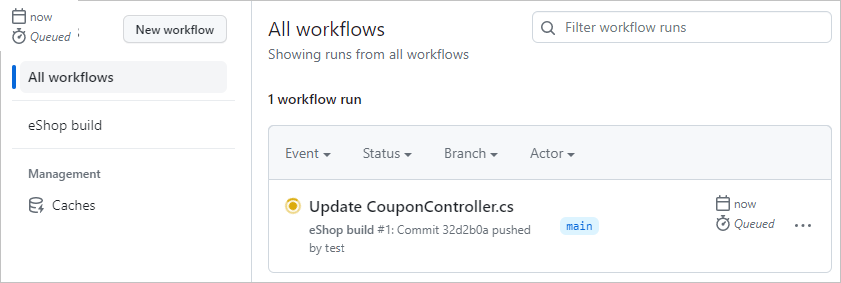 now
Queued
New workflow
All workflows
eShop build
Management
Caches
All workflows
Showing runs from all workflows
Filter workflow runs
1 workflow run
Event
Status
Branch
Actor
Update CouponController.cs
eShop build #1: Commit 32d2b0a pushed
by test
main
now
Queued